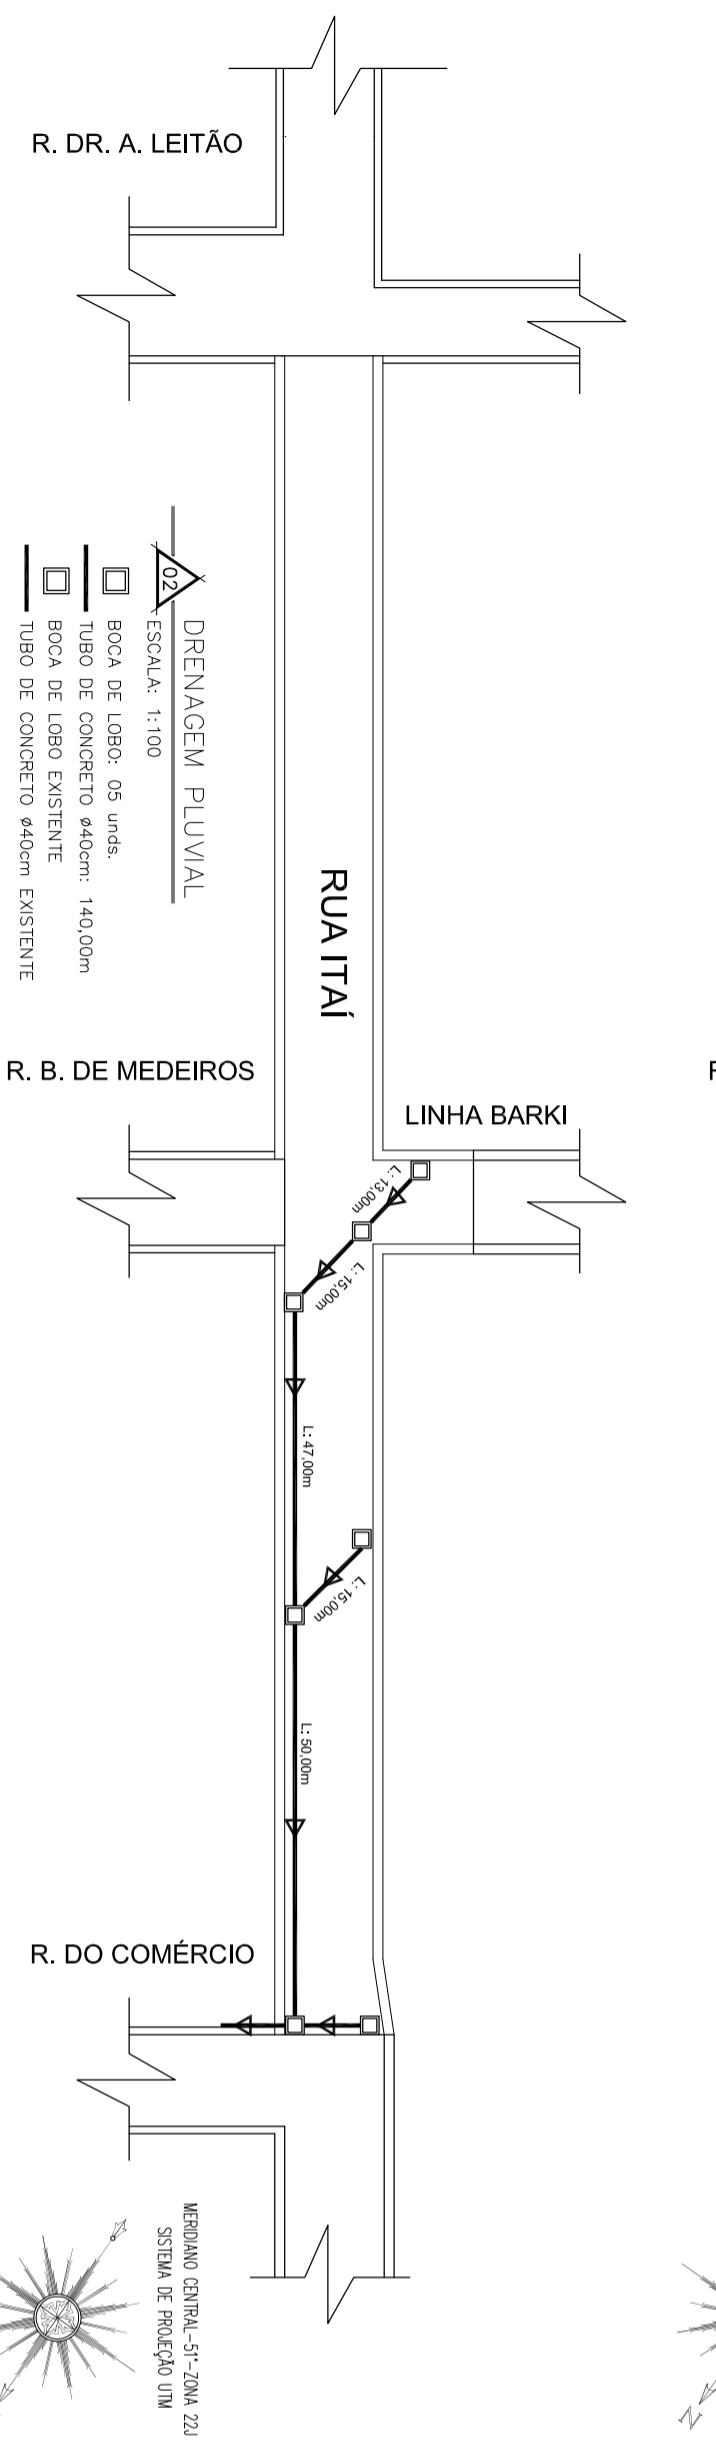 R. DR. A. LEITÃO
DRENAGEM PLUVIAL
02
ESCALA: 1:100
BOCA DE LOBO: 05 unds.
TUBO DE CONCRETO ø40cm: 140,00m
BOCA DE LOBO EXISTENTE
TUBO DE CONCRETO ø40cm EXISTENTE
RUA ITAÍ
R. B. DE MEDEIROS
LINHA BARKI
L: 13,00m
L: 15,00m
L: 47,00m
L: 15,00m
L: 50,00m
R. DO COMÉRCIO
MERIDIANO CENTRAL-51°-ZONA 22J
SISTEMA DE PROJEÇÃO UTM
N